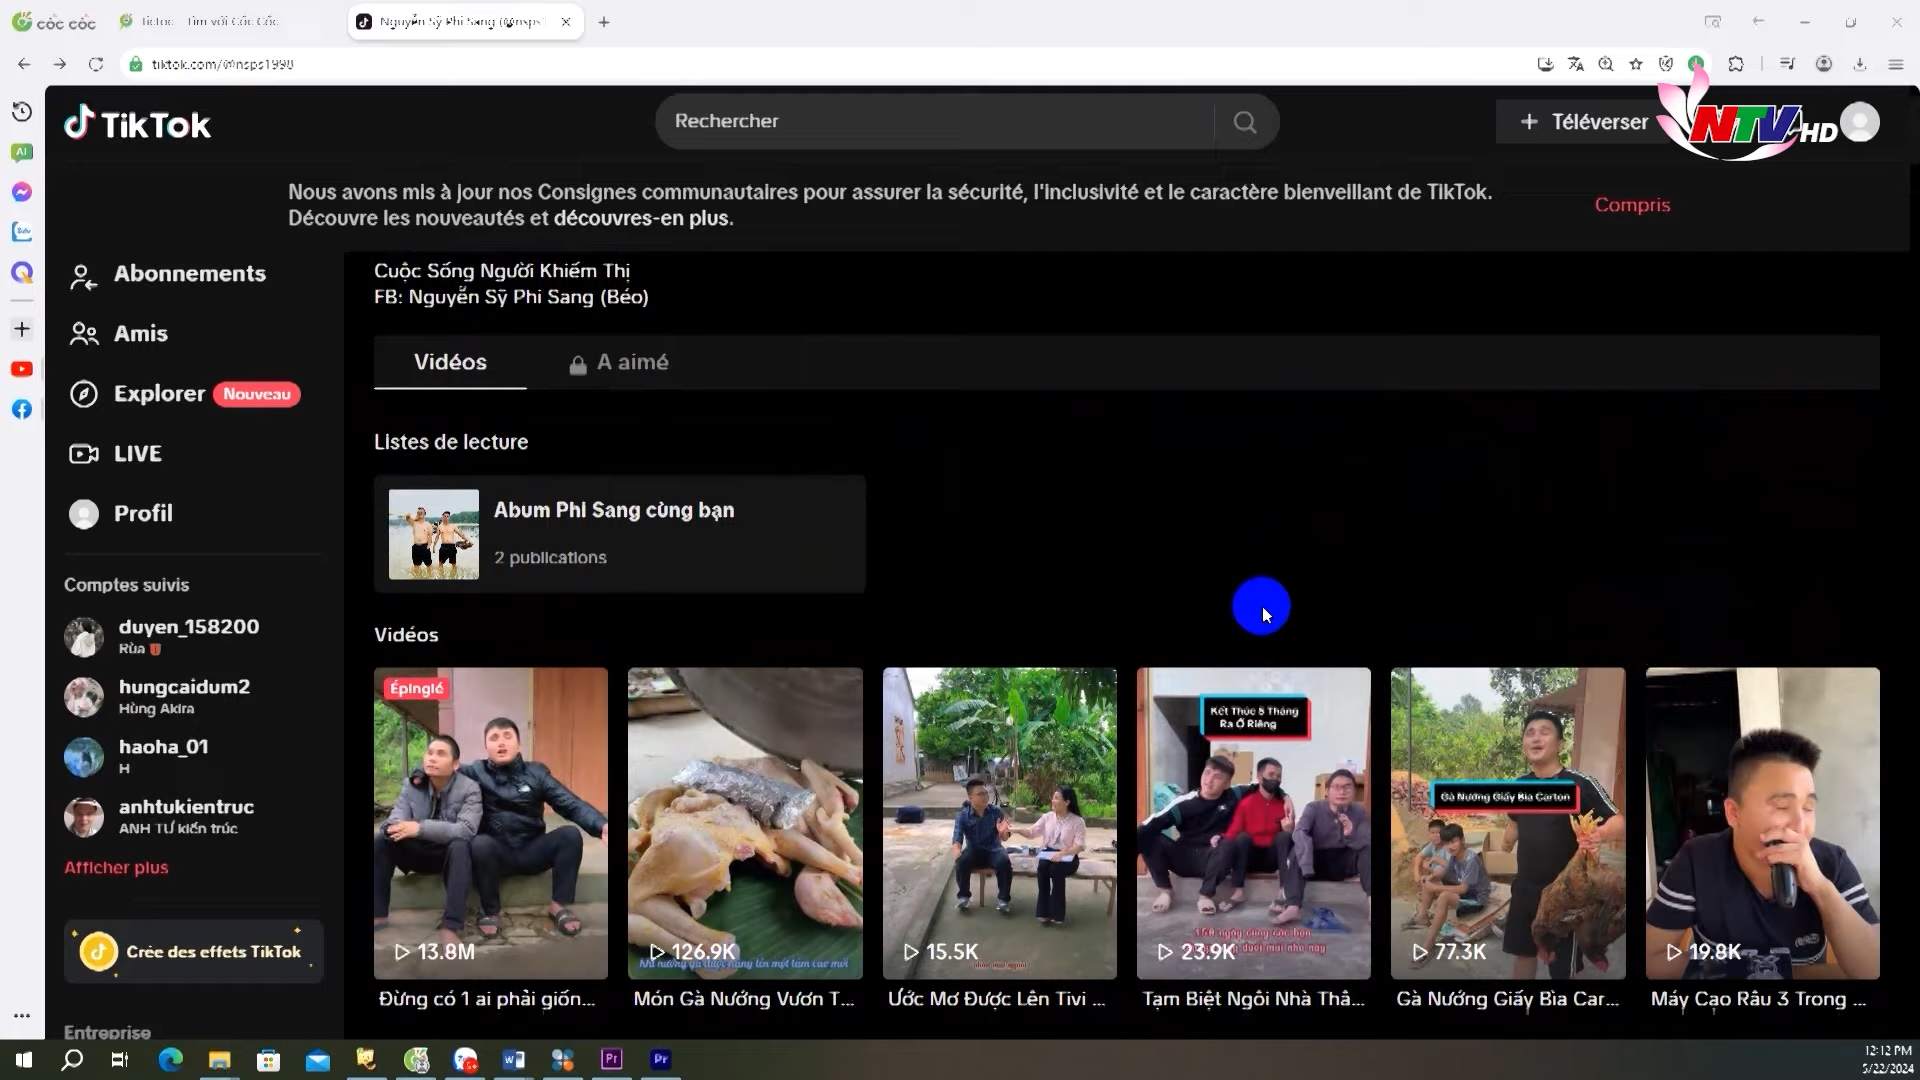 cốc cốc
Nguyễn Sỹ Phi Sang (@nsps1
tiktok.com/@nsps1990
TikTok
Rechercher
Téléverser
NTV HD
Nous avons mis à jour nos Consignes communautaires pour assurer la sécurité, l'inclusivité et le caractère bienveillant de TikTok.
Découvre les nouveautés et découvres-en plus.
Compris
Abonnements
Amis
Explorer Nouveau
LIVE
Profil
Comptes suivis
duyen_158200
Rùa
hungcaidum2
Hùng Akira
haoha_01
H
anhtukientruc
ANH TƯ kiến trúc
Afficher plus
Crée des effets TikTok
Entreprise
Cuộc Sống Người Khiếm Thị
FB: Nguyễn Sỹ Phi Sang (Béo)
Vidéos
A aimé
Listes de lecture
Abum Phi Sang cùng bạn
2 publications
Vidéos
Épinglé
13.8M
Đừng có 1 ai phải giốn...
126.9K
Món Gà Nướng Vươn T...
15.5K
Ước Mơ Được Lên Tivi ...
Kết Thúc 5 Tháng
Ra Ở Riêng
23.9K
Tạm Biệt Ngôi Nhà Thâ...
Gà Nướng Giấy Bìa Carton
77.3K
Gà Nướng Giấy Bìa Car...
19.8K
Máy Cạo Râu 3 Trong ...
12:12 PM
5/22/2024